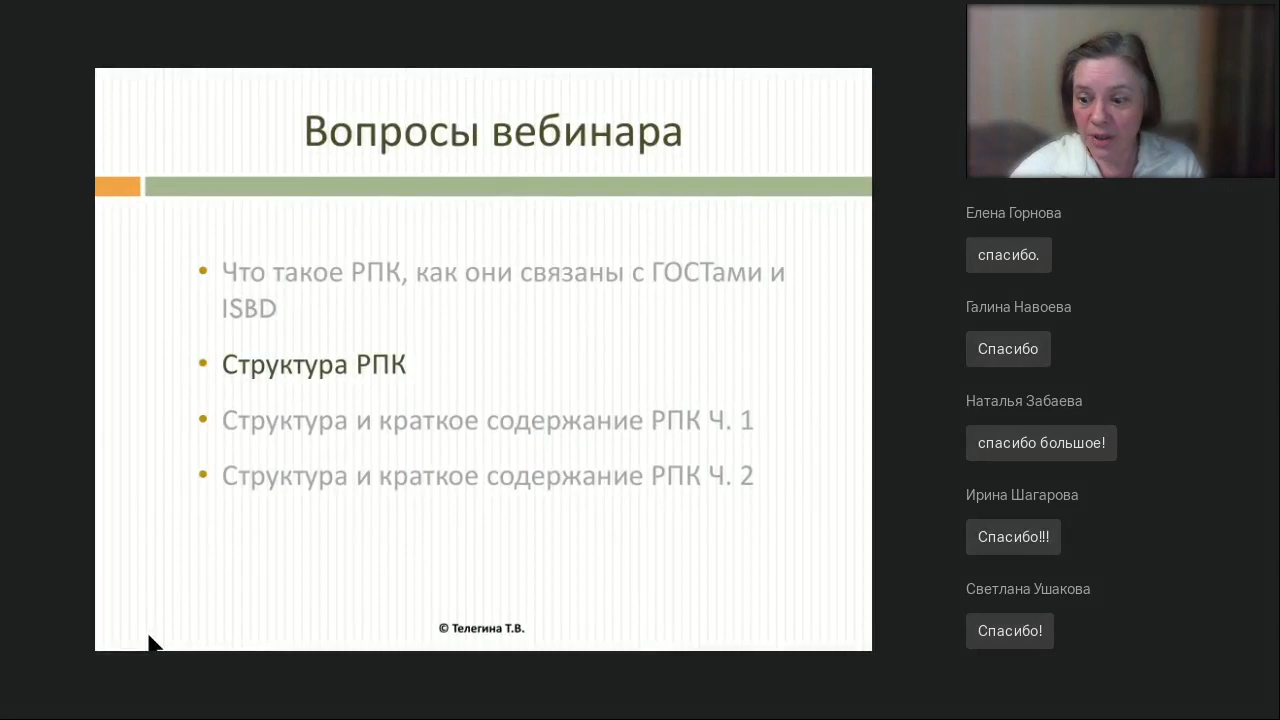 Вопросы вебинара
• Что такое РПК, как они связаны с ГОСТами и
ISBD
• Структура РПК
• Структура и краткое содержание РПК Ч. 1
• Структура и краткое содержание РПК Ч. 2
© Телегина Т.В.
Елена Горнова
спасибо.
Галина Навоева
Спасибо
Наталья Забаева
спасибо большое!
Ирина Шагарова
Спасибо!!!
Светлана Ушакова
Спасибо!